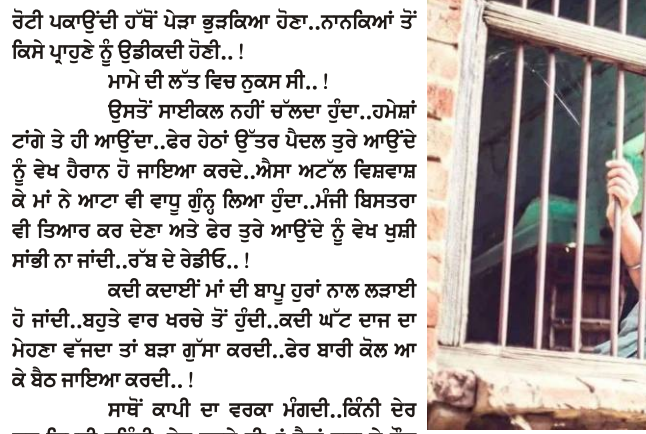 ਰੋਟੀ ਪਕਾਉਂਦੀ ਹੱਥੋਂ ਪੇੜਾ ਭੁੜਕਿਆ ਹੋਣਾ..ਨਾਨਕਿਆਂ ਤੋਂ
ਕਿਸੇ ਪ੍ਰਾਹੁਣੇ ਨੂੰ ਉਡੀਕਦੀ ਹੋਣੀ..!
ਮਾਮੇ ਦੀ ਲੱਤ ਵਿਚ ਨੁਕਸ ਸੀ..!
ਉਸਤੋਂ ਸਾਈਕਲ ਨਹੀਂ ਚੱਲਦਾ ਹੁੰਦਾ..ਹਮੇਸ਼ਾਂ
ਟਾਂਗੇ ਤੇ ਹੀ ਆਉਂਦਾ..ਫੇਰ ਹੇਠਾਂ ਉੱਤਰ ਪੈਦਲ ਤੁਰੇ ਆਉਂਦੇ
ਨੂੰ ਵੇਖ ਹੈਰਾਨ ਹੋ ਜਾਇਆ ਕਰਦੇ..ਐਸਾ ਅਟੱਲ ਵਿਸ਼ਵਾਸ਼
ਕੇ ਮਾਂ ਨੇ ਆਟਾ ਵੀ ਵਾਧੂ ਗੁੰਨ੍ਹ ਲਿਆ ਹੁੰਦਾ..ਮੰਜੀ ਬਿਸਤਰਾ
ਵੀ ਤਿਆਰ ਕਰ ਦੇਣਾ ਅਤੇ ਫੇਰ ਤੁਰੇ ਆਉਂਦੇ ਨੂੰ ਵੇਖ ਖੁਸ਼ੀ
ਸਾਂਭੀ ਨਾ ਜਾਂਦੀ..ਰੱਬ ਦੇ ਰੇਡੀਓ..!
ਕਦੀ ਕਦਾਈਂ ਮਾਂ ਦੀ ਬਾਪੂ ਹੁਰਾਂ ਨਾਲ ਲੜਾਈ
ਹੋ ਜਾਂਦੀ..ਬਹੁਤੇ ਵਾਰ ਖਰਚੇ ਤੋਂ ਹੁੰਦੀ..ਕਦੀ ਘੱਟ ਦਾਜ ਦਾ
ਮੇਹਣਾ ਵੱਜਦਾ ਤਾਂ ਬੜਾ ਗੁੱਸਾ ਕਰਦੀ..ਫੇਰ ਬਾਰੀ ਕੋਲ ਆ
ਕੇ ਬੈਠ ਜਾਇਆ ਕਰਦੀ..!
ਸਾਥੋਂ ਕਾਪੀ ਦਾ ਵਰਕਾ ਮੰਗਦੀ..ਕਿੰਨੀ ਦੇਰ